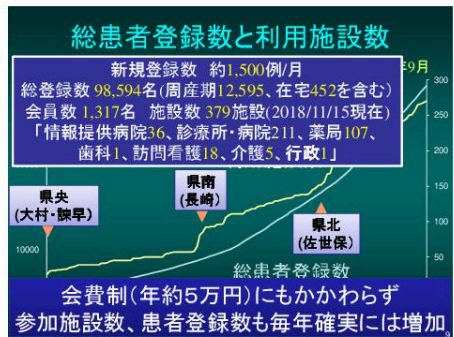 総患者登録数と利用施設数
年9月
新規登録数 約1,500例/月
総登録数 98,594名(周産期12,595、在宅452を含む)
会員数 1,317名 施設数 379施設(2018/11/15現在)
「情報提供病院36、診療所・病院211、薬局107、
歯科1、訪問看護18、介護5、行政1」
300
250
200
150
100
50
10000
県央
(大村・諫早)
県南
(長崎)
県北
(佐世保)
総患者登録数
会費制(年約5万円)にもかかわらず
参加施設数、患者登録数も毎年確実には増加
9